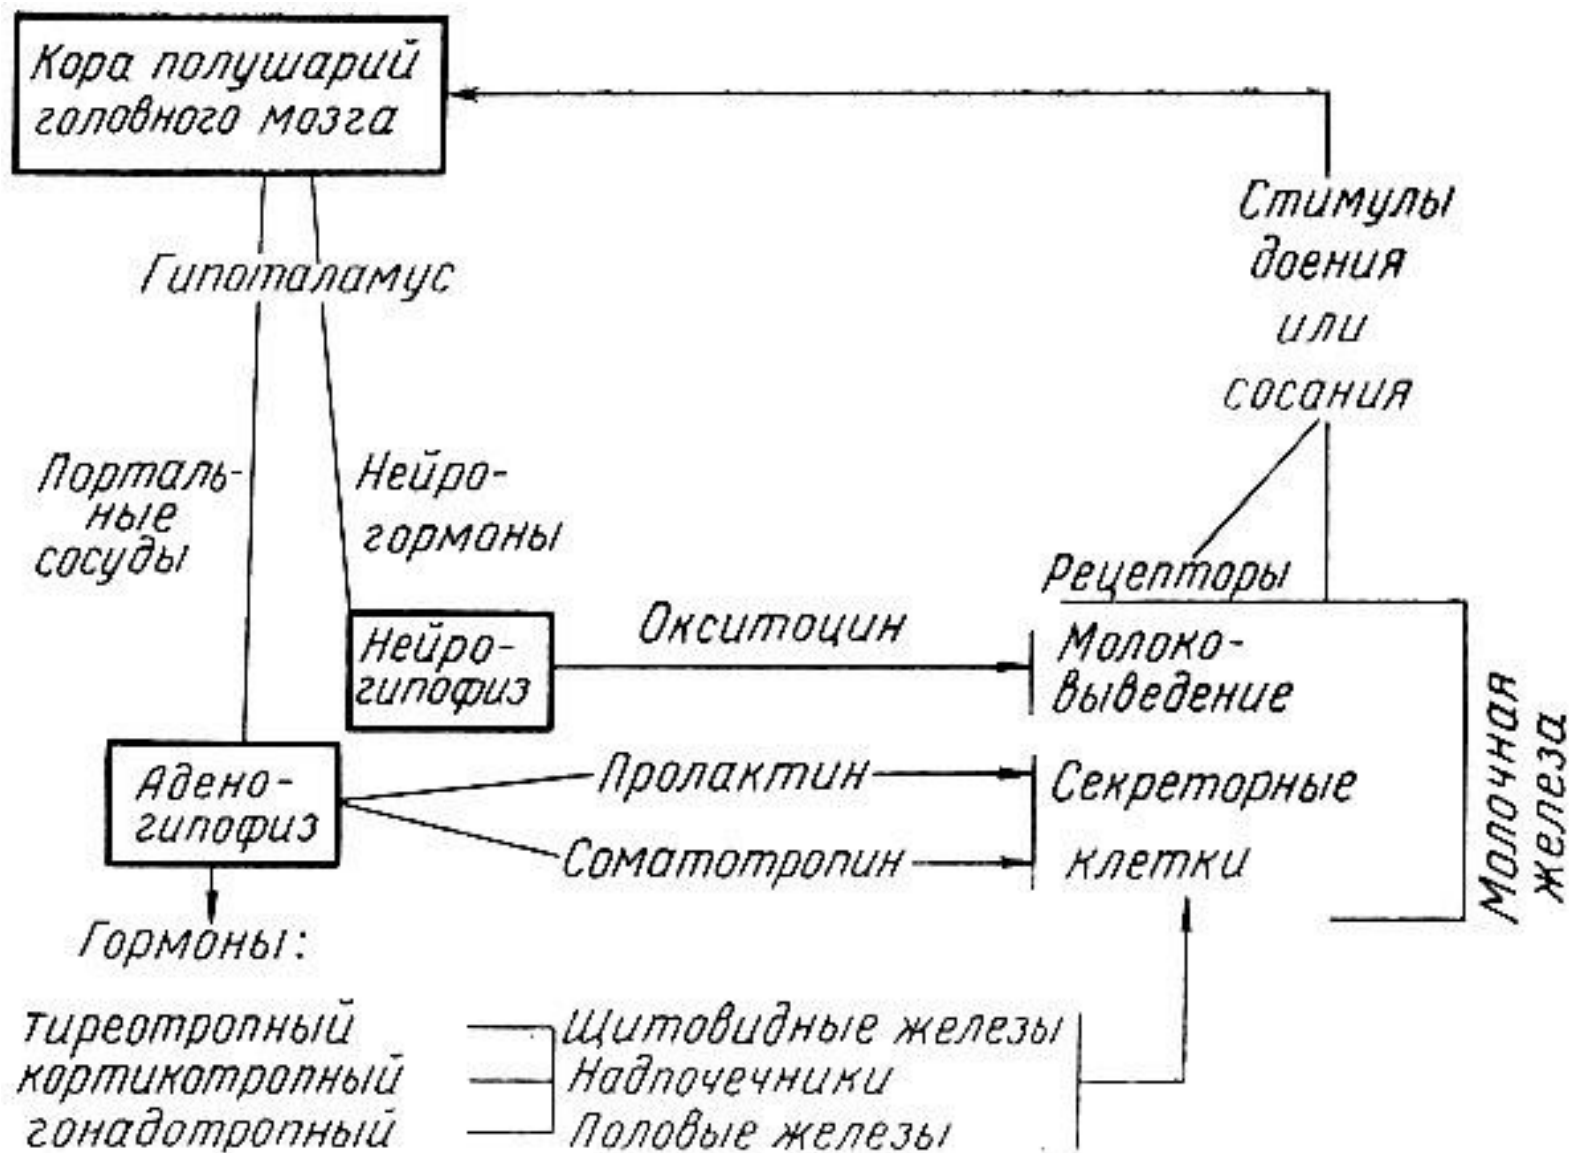 Кора полушарий
головного мозга
Стимулы
доения
или
сосания
Гипоталамус
Порталь-
ные
сосуды
Нейро-
гормоны
Рецепторы
Нейро-
гипофиз
Окситоцин
Молоко-
выведение
Адено-
гипофиз
Пролактин
Соматотропин
Секреторные
клетки
Молочная
железа
Гормоны:
тиреотропный
кортикотропный
гонадотропный
Щитовидные железы
Надпочечники
Половые железы